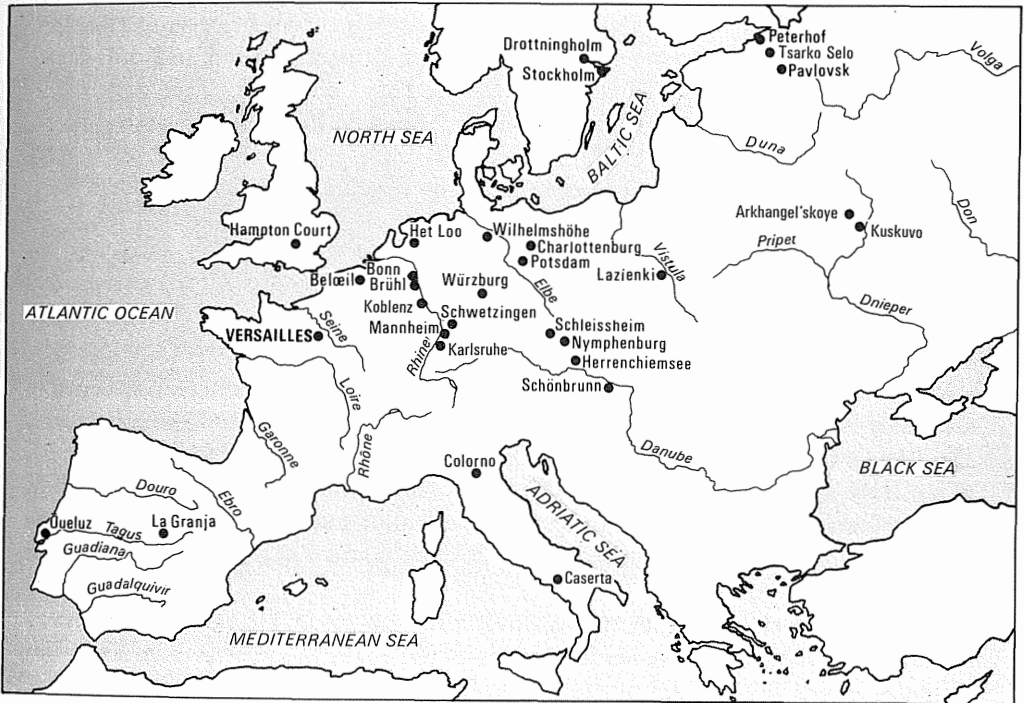 Peterhof
Tsarko Selo
Pavlovsk
Volga
Drottningholm
Stockholm
NORTH SEA
BALTIC SEA
Duna
Don
Arkhangel'skoye
Kuskuvo
Hampton Court
Het Loo
Wilhelmshöhe
Charlottenburg
Potsdam
Pripet
Vistula
Lazienki
Belœil
Bonn
Brühl
Würzburg
Elbe
Dnieper
Koblenz
ATLANTIC OCEAN
Seine
Schwetzingen
Mannheim
VERSAILLES
Schleissheim
Nymphenburg
Rhine
Karlsruhe
Herrenchiemsee
Schönbrunn
Loire
Garonne
Rhône
Danube
Colorno
BLACK SEA
Douro
Ebro
ADRIATIC SEA
Queluz
Tagus
La Granja
Guadiana
Guadalquivir
Caserta
MEDITERRANEAN SEA